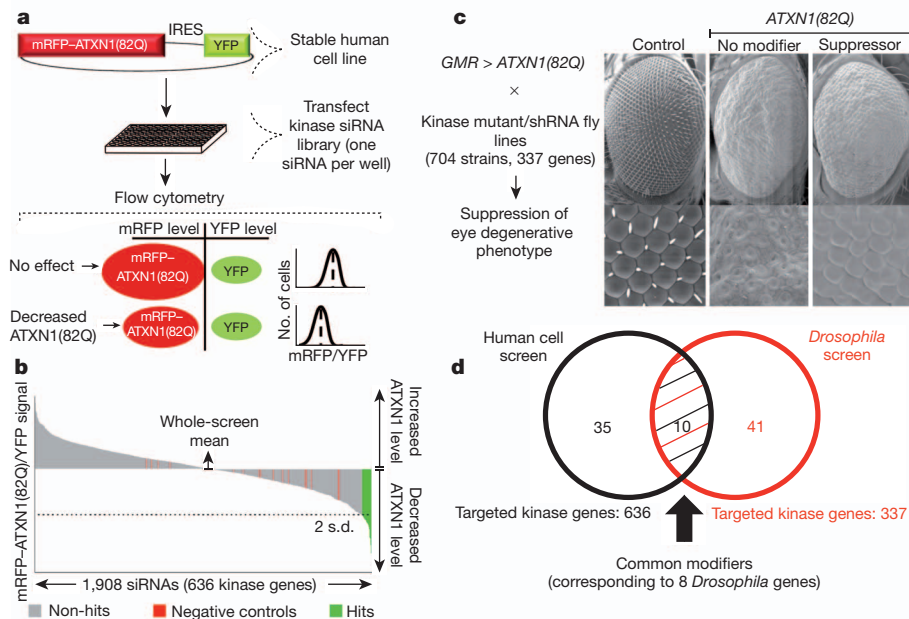 a
mRFP–ATXN1(82Q)
IRES
YFP
Stable human
cell line
Transfect
kinase siRNA
library (one
siRNA per well)
Flow cytometry
mRFP level
YFP level
No effect
mRFP–
ATXN1(82Q)
YFP
Decreased
ATXN1(82Q)
mRFP–
ATXN1(82Q)
YFP
No. of cells
mRFP/YFP
b
mRFP–ATXN1(82Q)/YFP signal
Whole-screen
mean
2 s.d.
Increased
ATXN1 level
Decreased
ATXN1 level
1,908 siRNAs (636 kinase genes)
Non-hits
Negative controls
Hits
c
GMR > ATXN1(82Q)
×
Kinase mutant/shRNA fly
lines
(704 strains, 337 genes)
Suppression of
eye degenerative
phenotype
ATXN1(82Q)
Control
No modifier
Suppressor
d
Human cell
screen
Drosophila
screen
35
10
41
Targeted kinase genes: 636
Targeted kinase genes: 337
Common modifiers
(corresponding to 8 Drosophila genes)